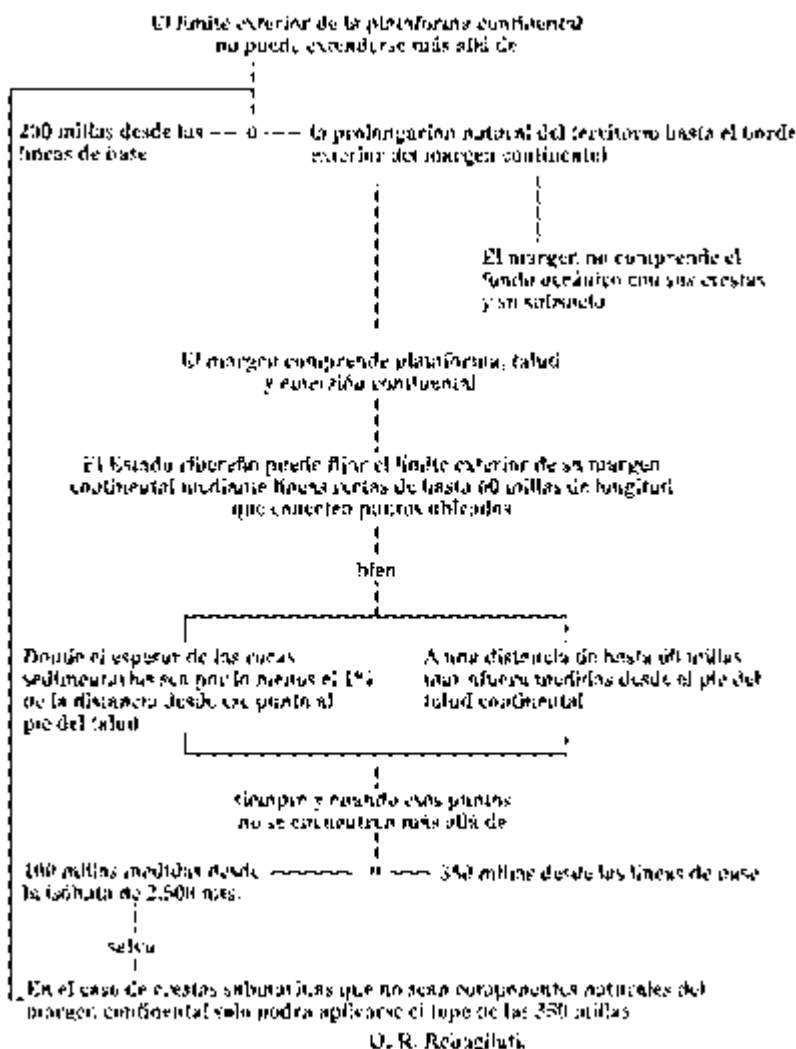 El límite exterior de la plataforma continental
no puede extenderse más allá de
200 millas desde las
líneas de base
o
la prolongación natural del territorio hasta el borde
exterior del margen continental
El margen no comprende el
fondo oceánico con sus crestas
y su subsuelo
El margen comprende plataforma, talud
y emersión continental
El Estado ribereño puede fijar el límite exterior de su margen
continental mediante líneas rectas de hasta 60 millas de longitud
que conecten puntos ubicados
bien
Donde el espesor de las rocas
sedimentarias sea por lo menos el 1%
de la distancia desde ese punto al
pie del talud
A una distancia de hasta 60 millas
mar afuera medidas desde el pie del
talud continental
siempre y cuando esos puntos
no se encuentren más allá de
100 millas medidas desde
la isóbata de 2.500 mts.
o
350 millas desde las líneas de base
salvo
En el caso de crestas submarinas que no sean componentes naturales del
margen continental solo podrá aplicarse el tope de las 350 millas
O. R.